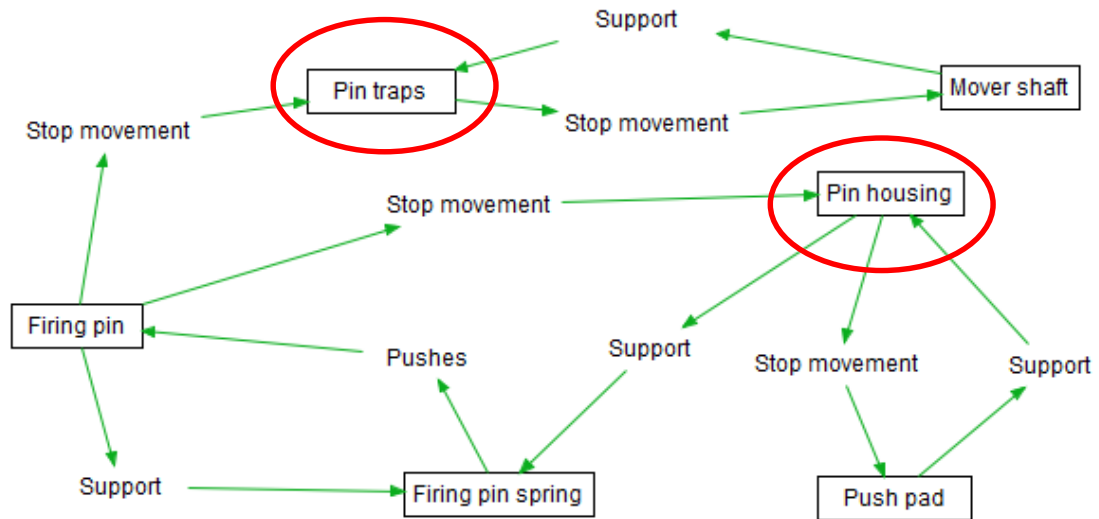 Support
Pin traps
Mover shaft
Stop movement
Stop movement
Pin housing
Stop movement
Firing pin
Pushes
Support
Stop movement
Support
Support
Firing pin spring
Push pad